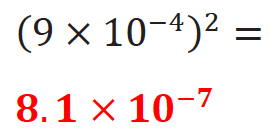 (9 × 10⁻⁴)² =
8.1 × 10⁻⁷